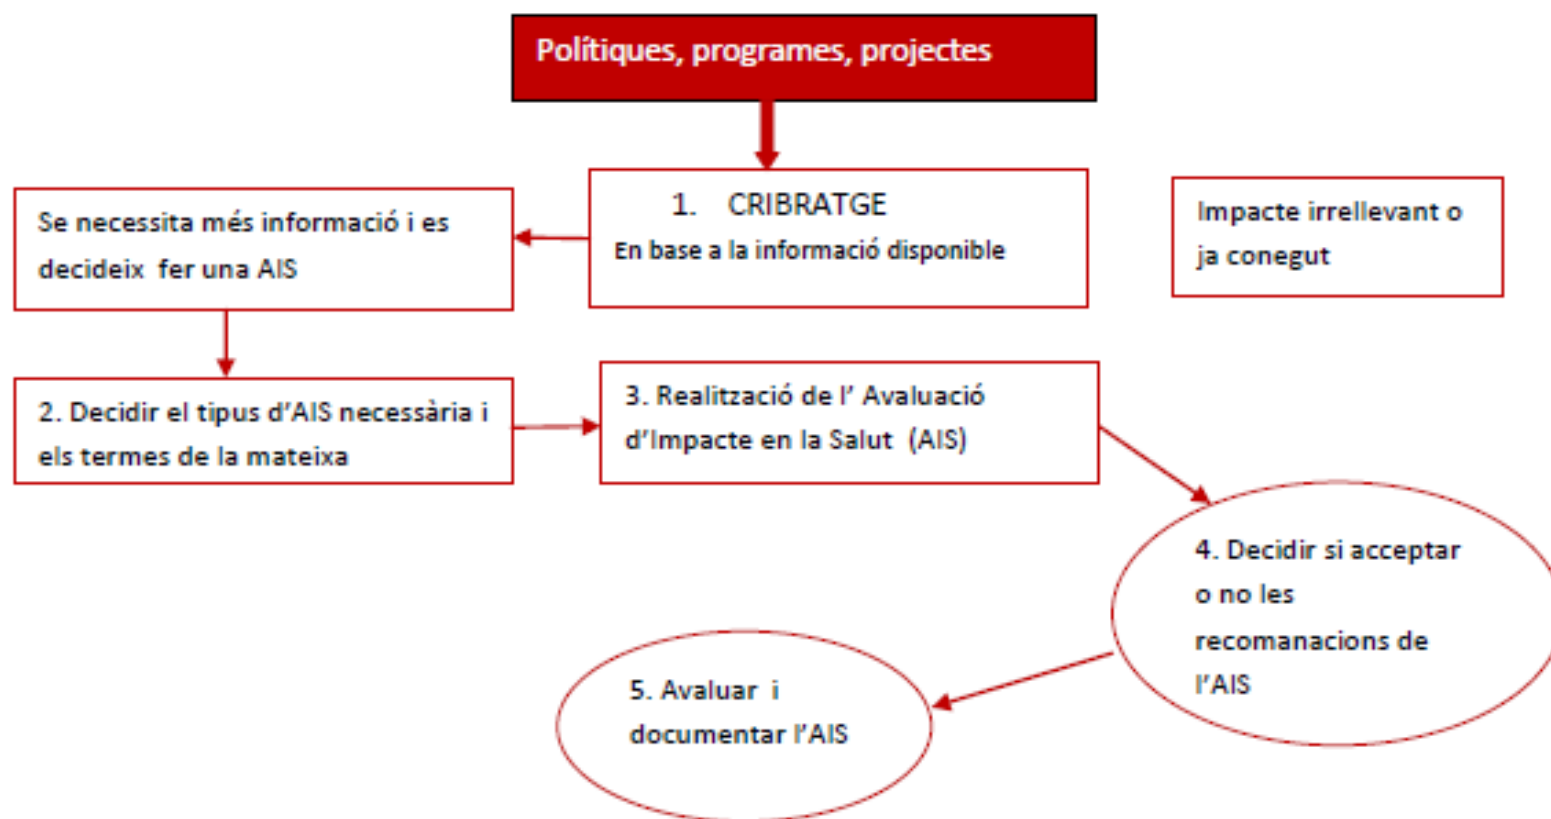 Polítiques, programes, projectes
1. CRIBRATGE
En base a la informació disponible
Se necessita més informació i es
decideix fer una AIS
Impacte irrellevant o
ja conegut
2. Decidir el tipus d'AIS necessària i
els termes de la mateixa
3. Realització de l' Avaluació
d'Impacte en la Salut (AIS)
4. Decidir si acceptar
o no les
recomanacions de
l'AIS
5. Avaluar i
documentar l'AIS